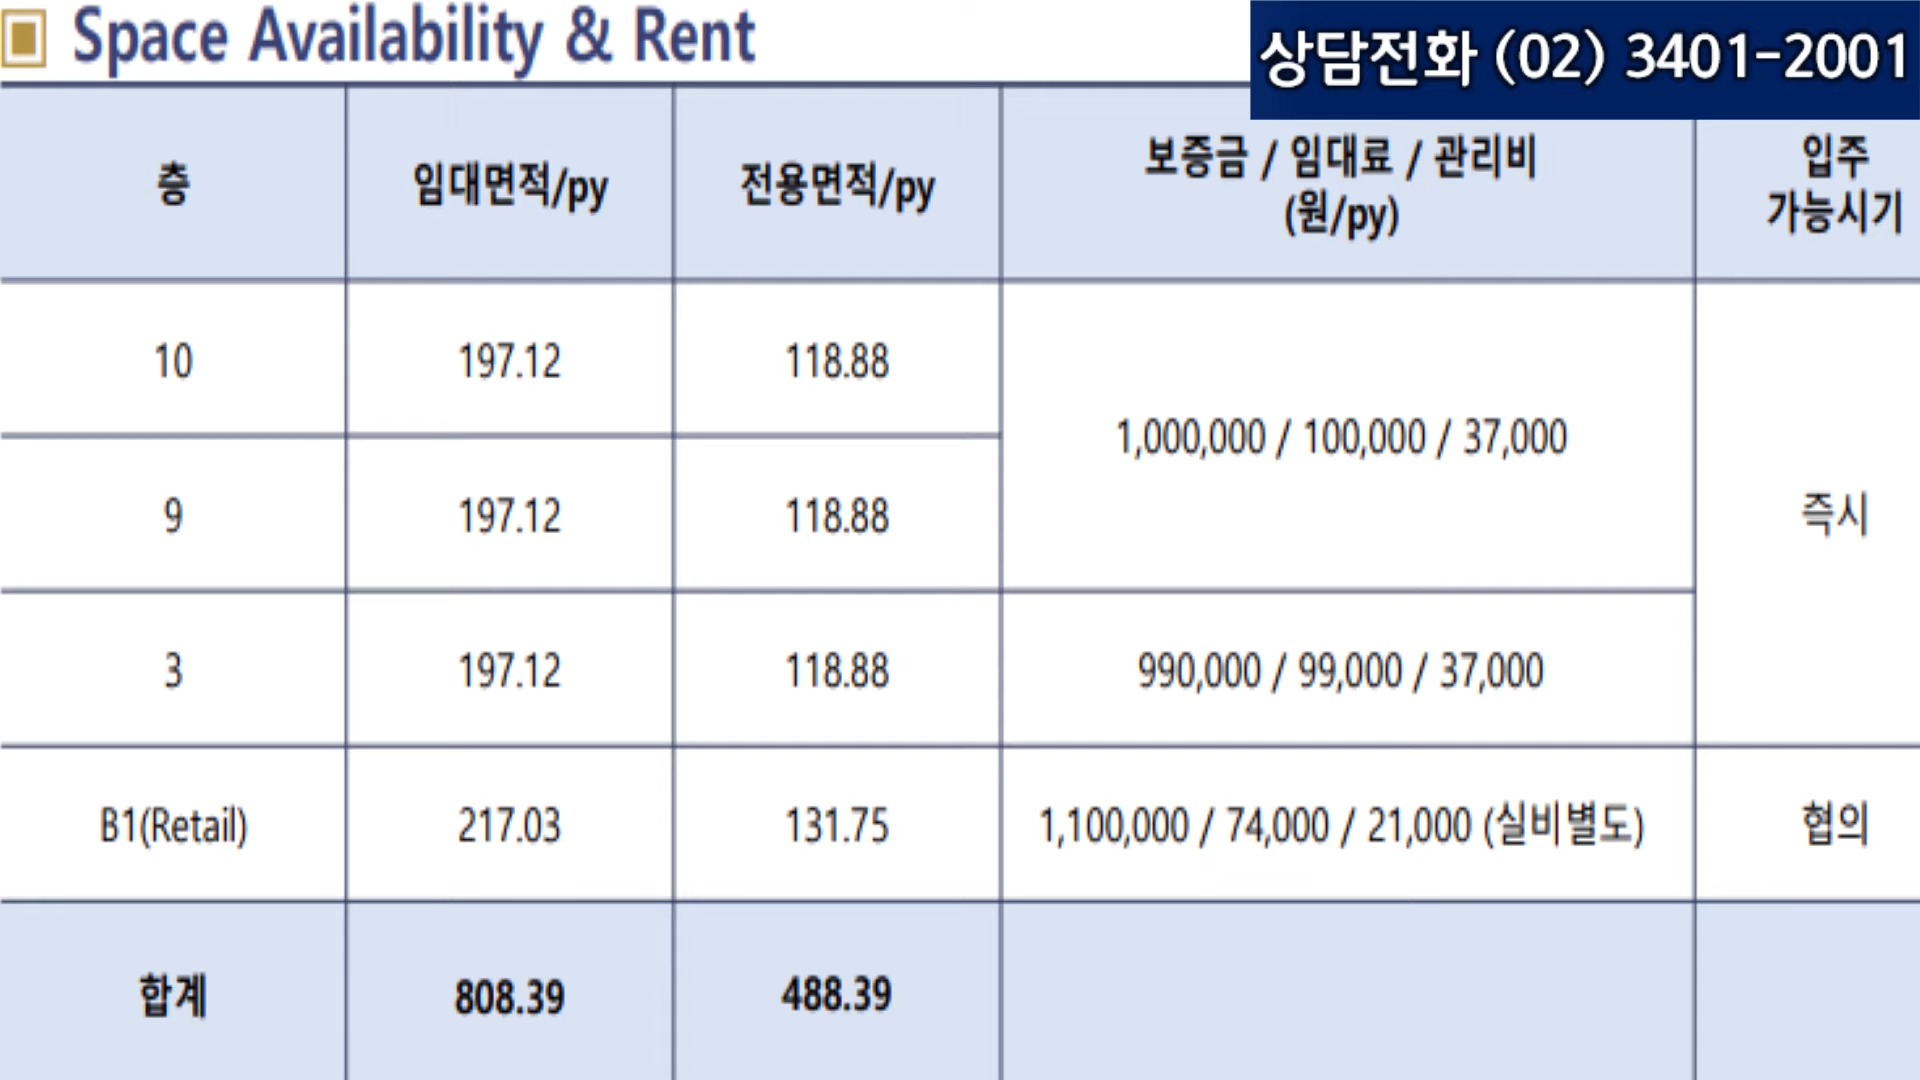 Space Availability & Rent
상담전화 (02) 3401-2001
층
임대면적/py
전용면적/py
보증금 / 임대료 / 관리비
(원/py)
입주
가능시기
10
197.12
118.88
1,000,000 / 100,000 / 37,000
즉시
9
197.12
118.88
3
197.12
118.88
990,000 / 99,000 / 37,000
B1(Retail)
217.03
131.75
1,100,000 / 74,000 / 21,000 (실비별도)
협의
합계
808.39
488.39